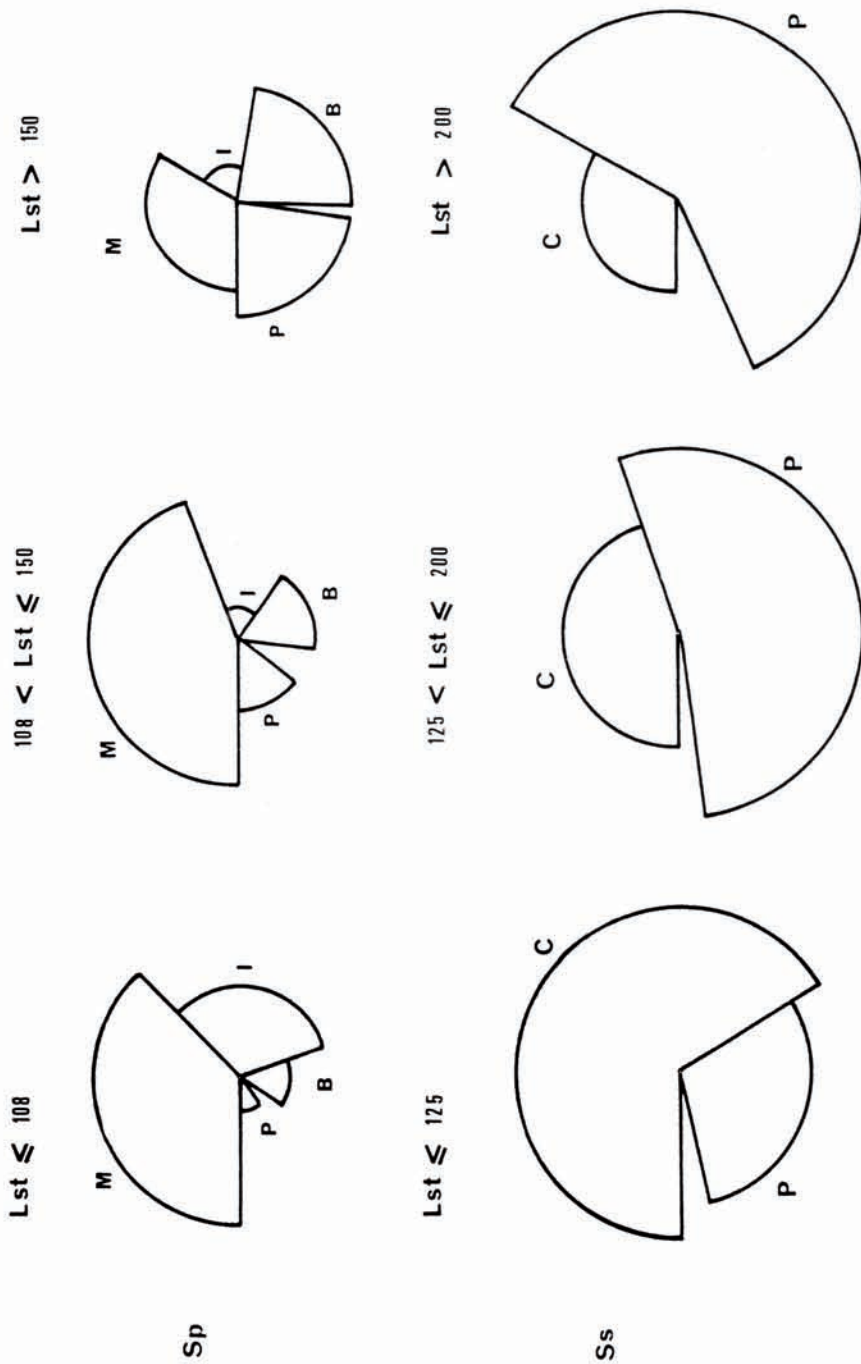 Sp
Lst ⩽ 108
M
I
P
B
108 < Lst ⩽ 150
M
I
P
B
Lst > 150
M
I
P
B
Ss
Lst ⩽ 125
C
P
125 < Lst ⩽ 200
C
P
Lst > 200
C
P